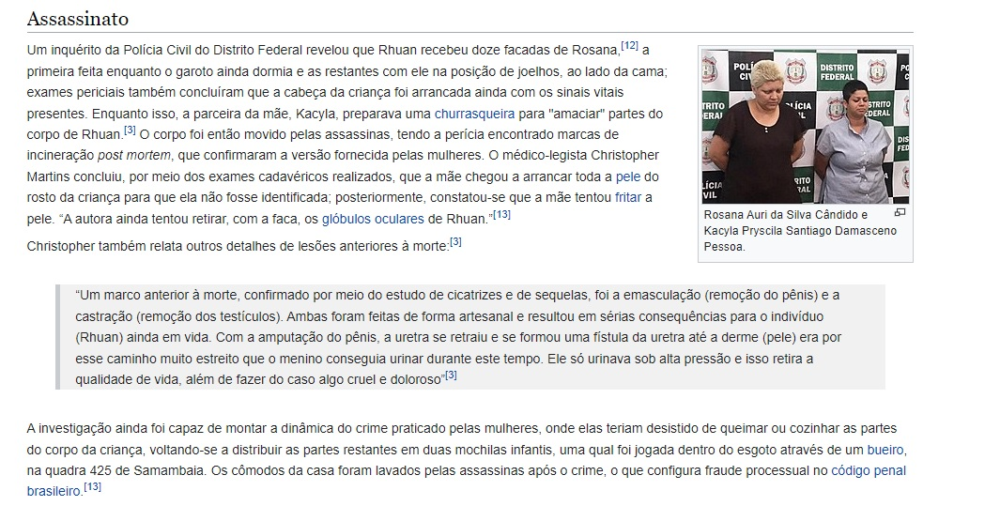 Assassinato
Um inquérito da Polícia Civil do Distrito Federal revelou que Rhuan recebeu doze facadas de Rosana,[12] a
primeira feita enquanto o garoto ainda dormia e as restantes com ele na posição de joelhos, ao lado da cama;
exames periciais também concluíram que a cabeça da criança foi arrancada ainda com os sinais vitais
presentes. Enquanto isso, a parceira da mãe, Kacyla, preparava uma churrasqueira para "amaciar" partes do
corpo de Rhuan.[3] O corpo foi então movido pelas assassinas, tendo a perícia encontrado marcas de
incineração post mortem, que confirmaram a versão fornecida pelas mulheres. O médico-legista Christopher
Martins concluiu, por meio dos exames cadavéricos realizados, que a mãe chegou a arrancar toda a pele do
rosto da criança para que ela não fosse identificada; posteriormente, constatou-se que a mãe tentou fritar a
pele. “A autora ainda tentou retirar, com a faca, os glóbulos oculares de Rhuan.”[13]
Christopher também relata outros detalhes de lesões anteriores à morte:[3]
DISTRITO
FEDERAL
Rosana Auri da Silva Cândido e
Kacyla Pryscila Santiago Damasceno
Pessoa.
“Um marco anterior à morte, confirmado por meio do estudo de cicatrizes e de sequelas, foi a emasculação (remoção do pênis) e a
castração (remoção dos testículos). Ambas foram feitas de forma artesanal e resultou em sérias consequências para o indivíduo
(Rhuan) ainda em vida. Com a amputação do pênis, a uretra se retraiu e se formou uma fístula da uretra até a derme (pele) era por
esse caminho muito estreito que o menino conseguia urinar durante este tempo. Ele só urinava sob alta pressão e isso retira a
qualidade de vida, além de fazer do caso algo cruel e doloroso”[3]
A investigação ainda foi capaz de montar a dinâmica do crime praticado pelas mulheres, onde elas teriam desistido de queimar ou cozinhar as partes
do corpo da criança, voltando-se a distribuir as partes restantes em duas mochilas infantis, uma qual foi jogada dentro do esgoto através de um bueiro,
na quadra 425 de Samambaia. Os cômodos da casa foram lavados pelas assassinas após o crime, o que configura fraude processual no código penal
brasileiro.[13]